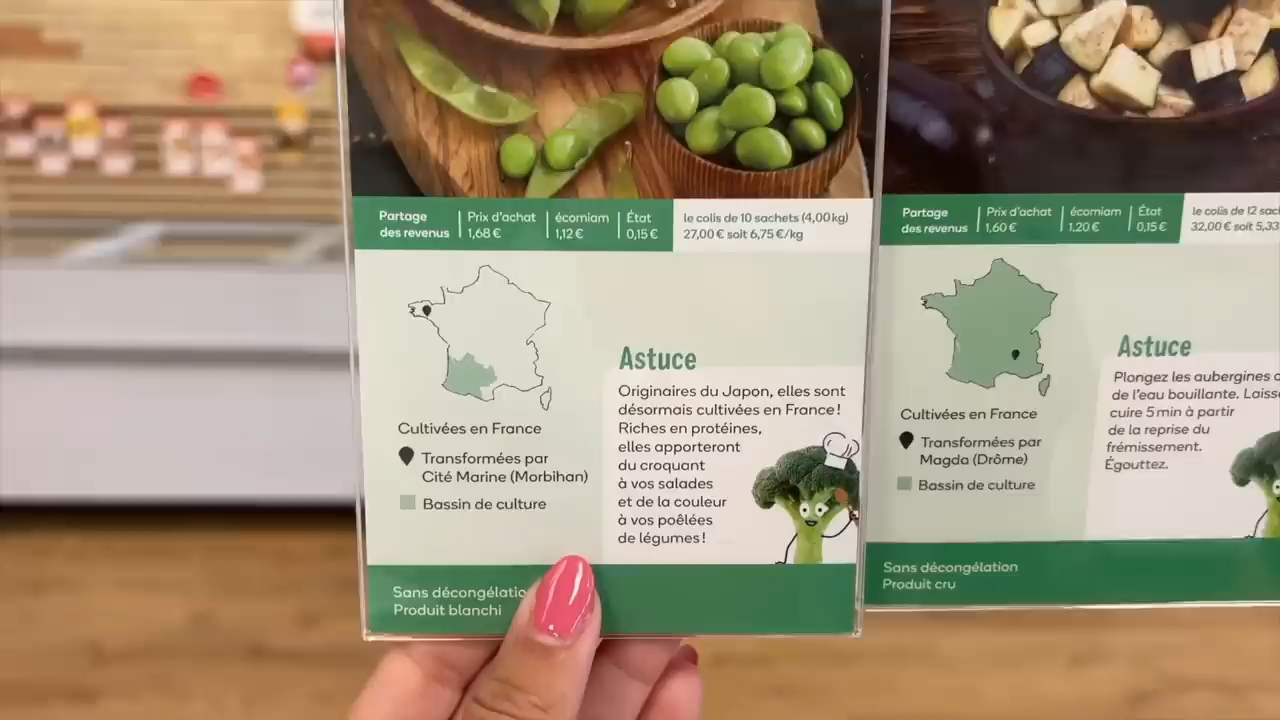 Partage
des revenus
Prix d'achat
1,68 €
écomiam
1,12 €
État
0,15 €
le colis de 10 sachets (4,00 kg)
27,00 € soit 6,75 €/kg
Cultivées en France
Transformées par
Cité Marine (Morbihan)
Bassin de culture
Astuce
Originaires du Japon, elles sont
désormais cultivées en France !
Riches en protéines,
elles apporteront
du croquant
à vos salades
et de la couleur
à vos poêlées
de légumes !
Sans décongélatio
Produit blanchi
Partage
des revenus
Prix d'achat
1,60 €
écomiam
1,20 €
État
0,15 €
le colis de 12 sac
32,00 € soit 5,33
Cultivées en France
Transformées par
Magda (Drôme)
Bassin de culture
Astuce
Plongez les aubergines
de l'eau bouillante. Laiss
cuire 5 min à partir
de la reprise du
frémissement.
Égouttez.
Sans décongélation
Produit cru